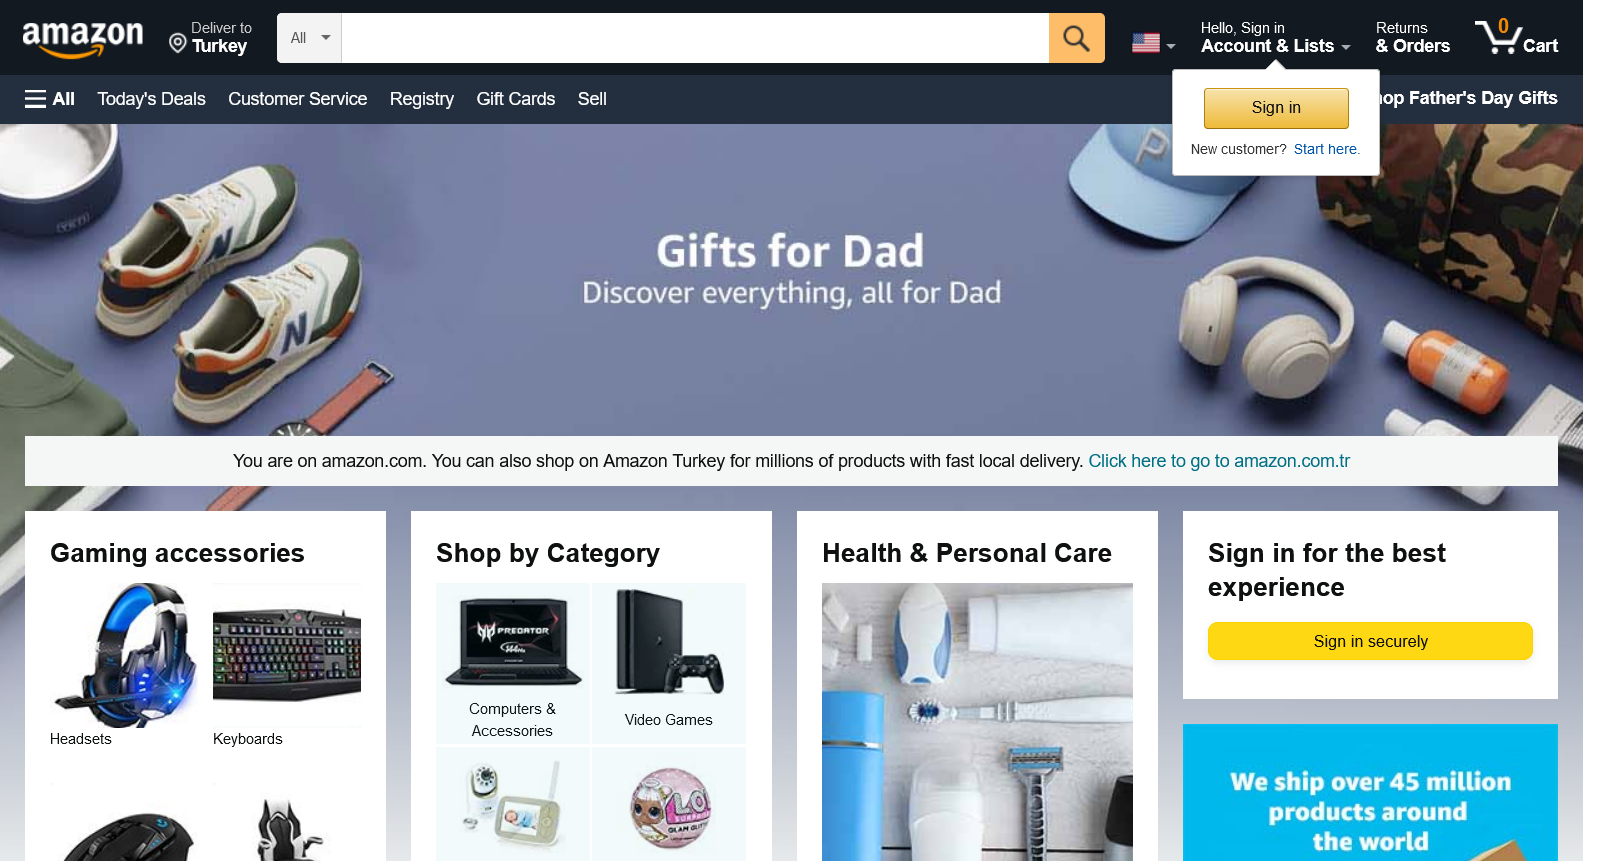 amazon
Deliver to
Turkey
All
Hello, Sign in
Account & Lists
Returns
& Orders
0
Cart
All
Today's Deals
Customer Service
Registry
Gift Cards
Sell
hop Father's Day Gifts
Sign in
New customer? Start here.
Gifts for Dad
Discover everything, all for Dad
You are on amazon.com. You can also shop on Amazon Turkey for millions of products with fast local delivery. Click here to go to amazon.com.tr
Gaming accessories
Headsets
Keyboards
Shop by Category
PREDATOR
Computers &
Accessories
Video Games
L.O.L.
SURPRISE
GLAM GLITTER
Health & Personal Care
Sign in for the best
experience
Sign in securely
We ship over 45 million
products around
the world